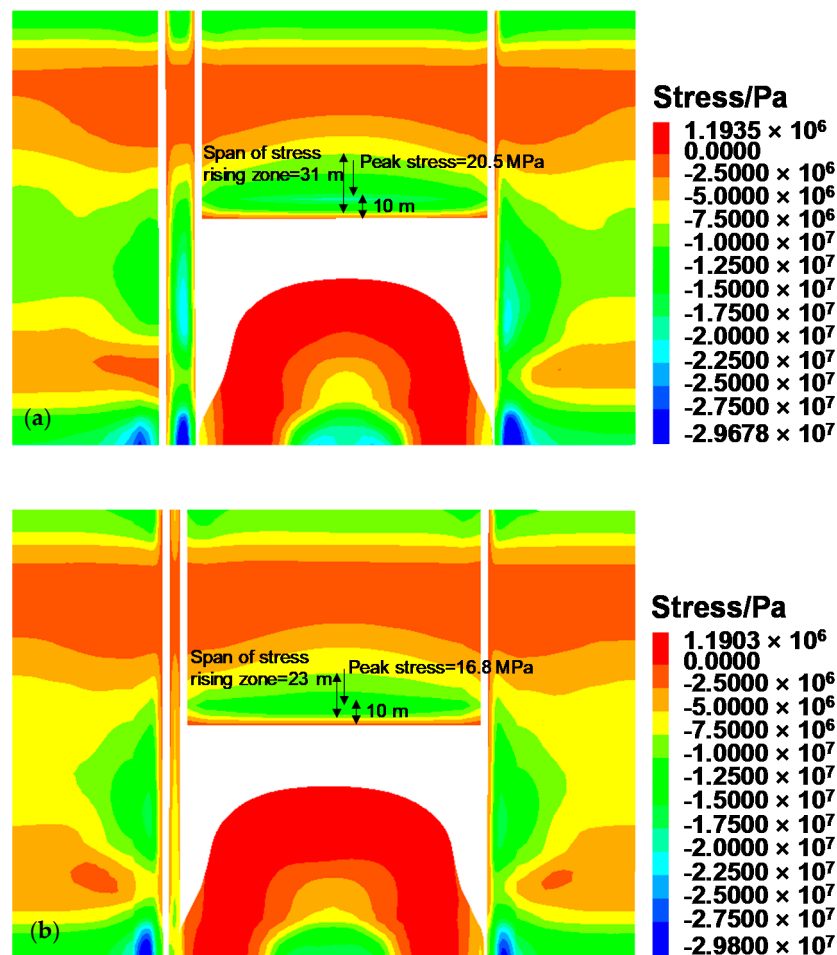 Stress/Pa
1.1935 × 10⁶
0.0000
-2.5000 × 10⁶
-5.0000 × 10⁶
-7.5000 × 10⁶
-1.0000 × 10⁷
-1.2500 × 10⁷
-1.5000 × 10⁷
-1.7500 × 10⁷
-2.0000 × 10⁷
-2.2500 × 10⁷
-2.5000 × 10⁷
-2.7500 × 10⁷
-2.9678 × 10⁷
Span of stress
rising zone=31 m
Peak stress=20.5 MPa
10 m
(a)
Stress/Pa
1.1903 × 10⁶
0.0000
-2.5000 × 10⁶
-5.0000 × 10⁶
-7.5000 × 10⁶
-1.0000 × 10⁷
-1.2500 × 10⁷
-1.5000 × 10⁷
-1.7500 × 10⁷
-2.0000 × 10⁷
-2.2500 × 10⁷
-2.5000 × 10⁷
-2.7500 × 10⁷
-2.9800 × 10⁷
Span of stress
rising zone=23 m
Peak stress=16.8 MPa
10 m
(b)